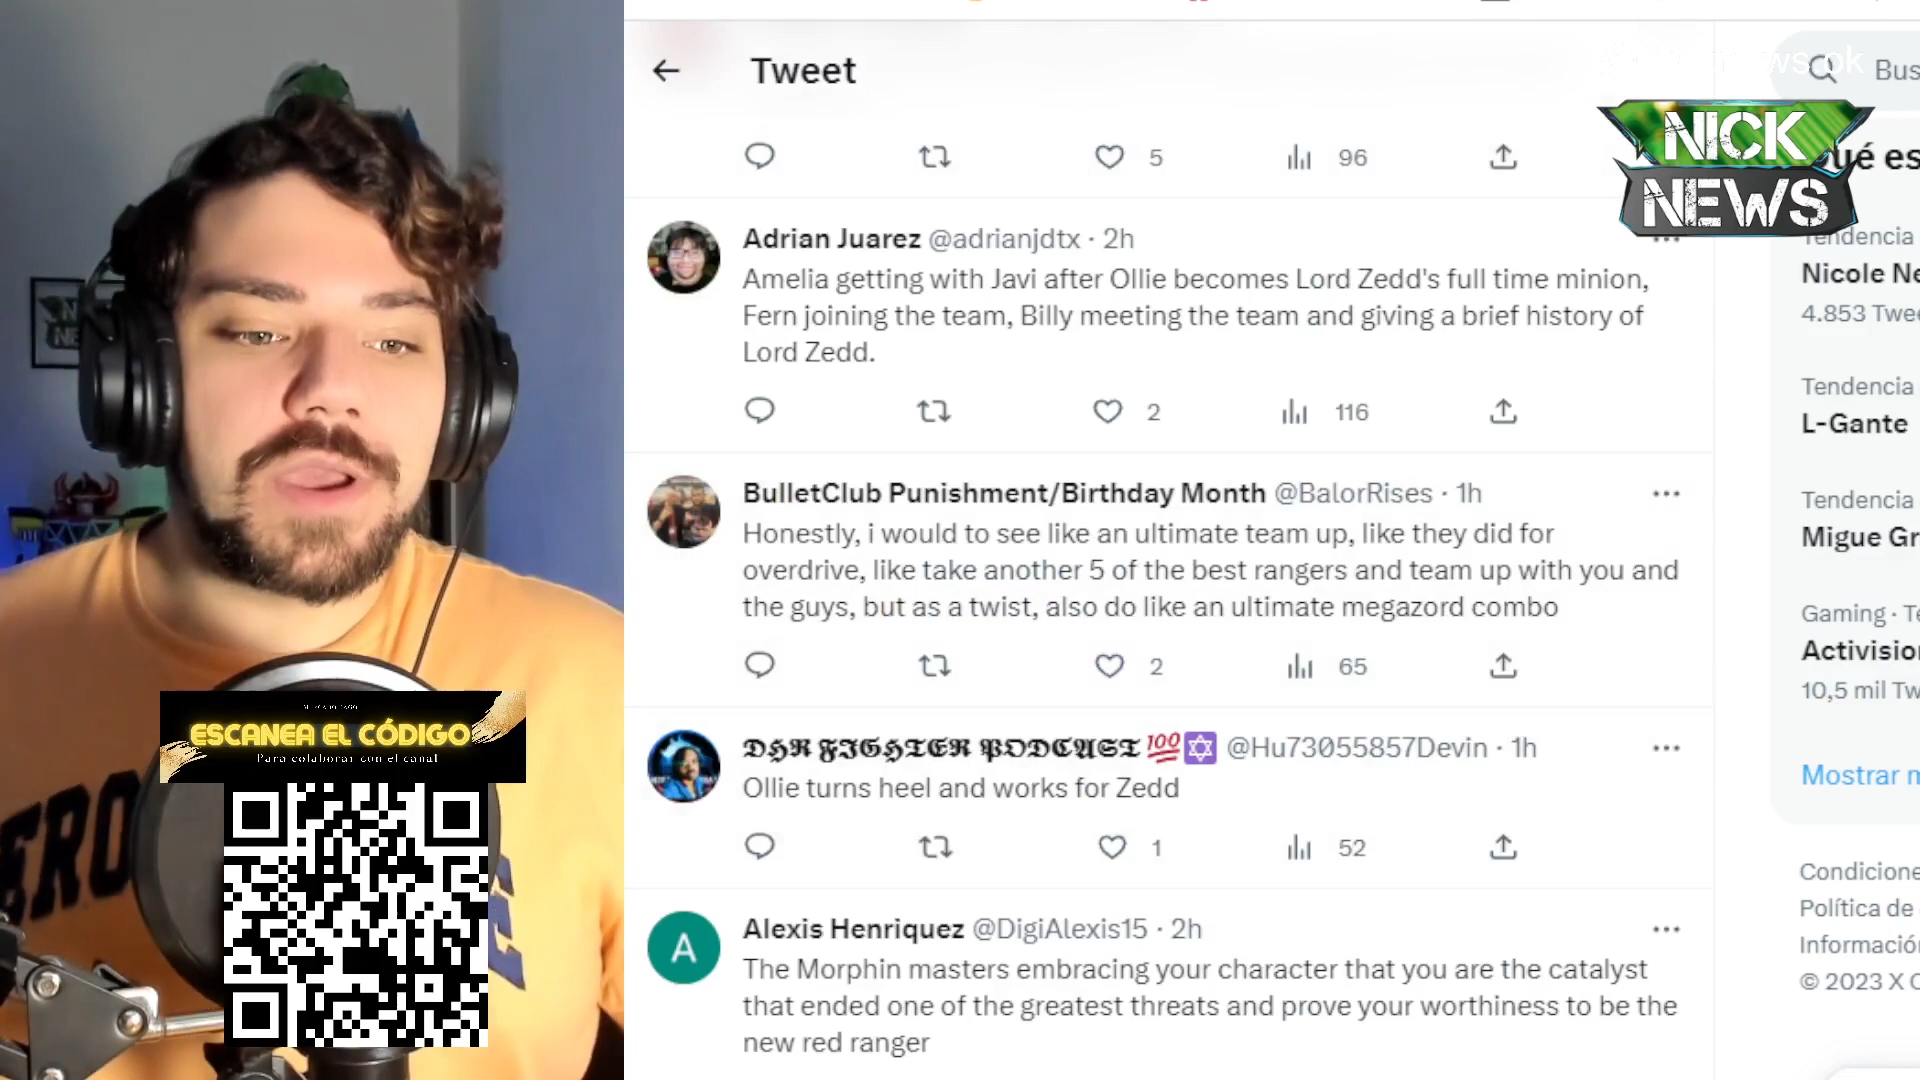 Tweet
Bus
5
96
NICK
NEWS
ué es
Adrian Juarez @adrianjdtx · 2h
Amelia getting with Javi after Ollie becomes Lord Zedd's full time minion,
Fern joining the team, Billy meeting the team and giving a brief history of
Lord Zedd.
2
116
BulletClub Punishment/Birthday Month @BalorRises · 1h
Honestly, i would to see like an ultimate team up, like they did for
overdrive, like take another 5 of the best rangers and team up with you and
the guys, but as a twist, also do like an ultimate megazord combo
2
65
𝕯𝕳𝕽 𝕱𝕴𝕲𝕳𝕿𝕰𝕽 𝕻𝕺𝕯𝕮𝕬𝕾𝕿 💯🔯 @Hu73055857Devin · 1h
Ollie turns heel and works for Zedd
1
52
Alexis Henriquez @DigiAlexis15 · 2h
The Morphin masters embracing your character that you are the catalyst
that ended one of the greatest threats and prove your worthiness to be the
new red ranger
A
Tendencia
Nicole Ne
4.853 Twee
Tendencia
L-Gante
Tendencia
Migue Gr
Gaming · Te
Activision
10,5 mil Tw
Mostrar m
Condicione
Política de
Informació
© 2023 X C
ESCANEA EL CÓDIGO
Para colaborar con el canal
ERO